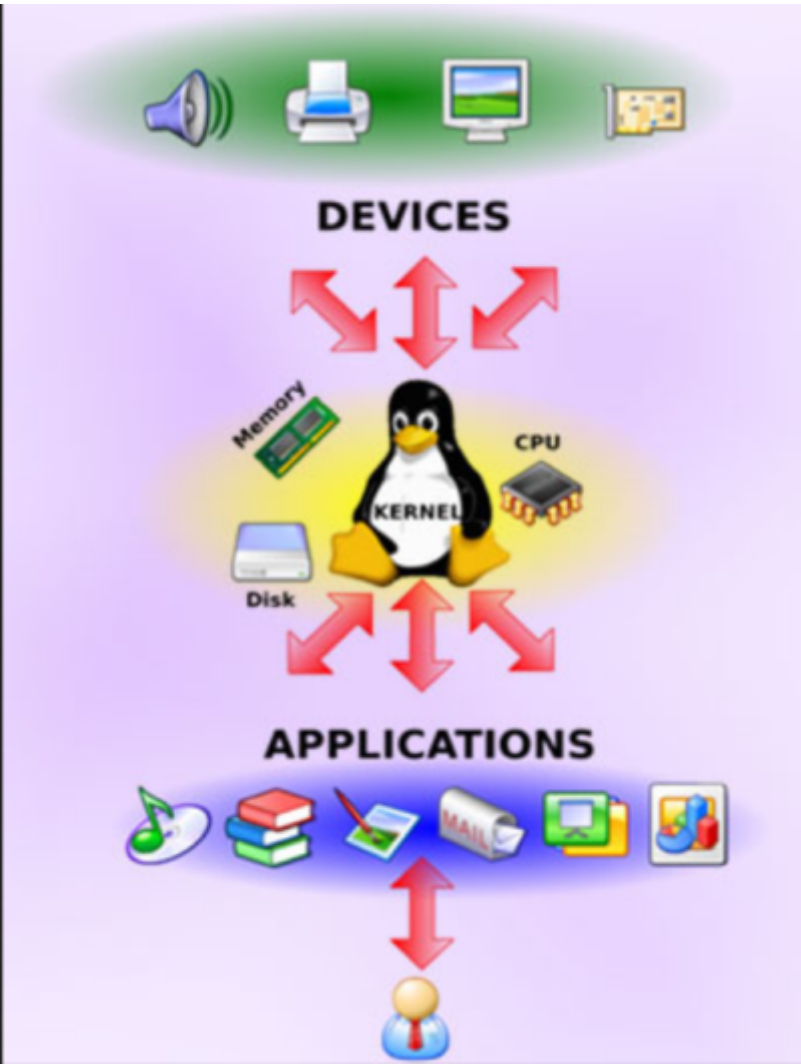 DEVICES
Memory
CPU
KERNEL
Disk
APPLICATIONS
MAIL